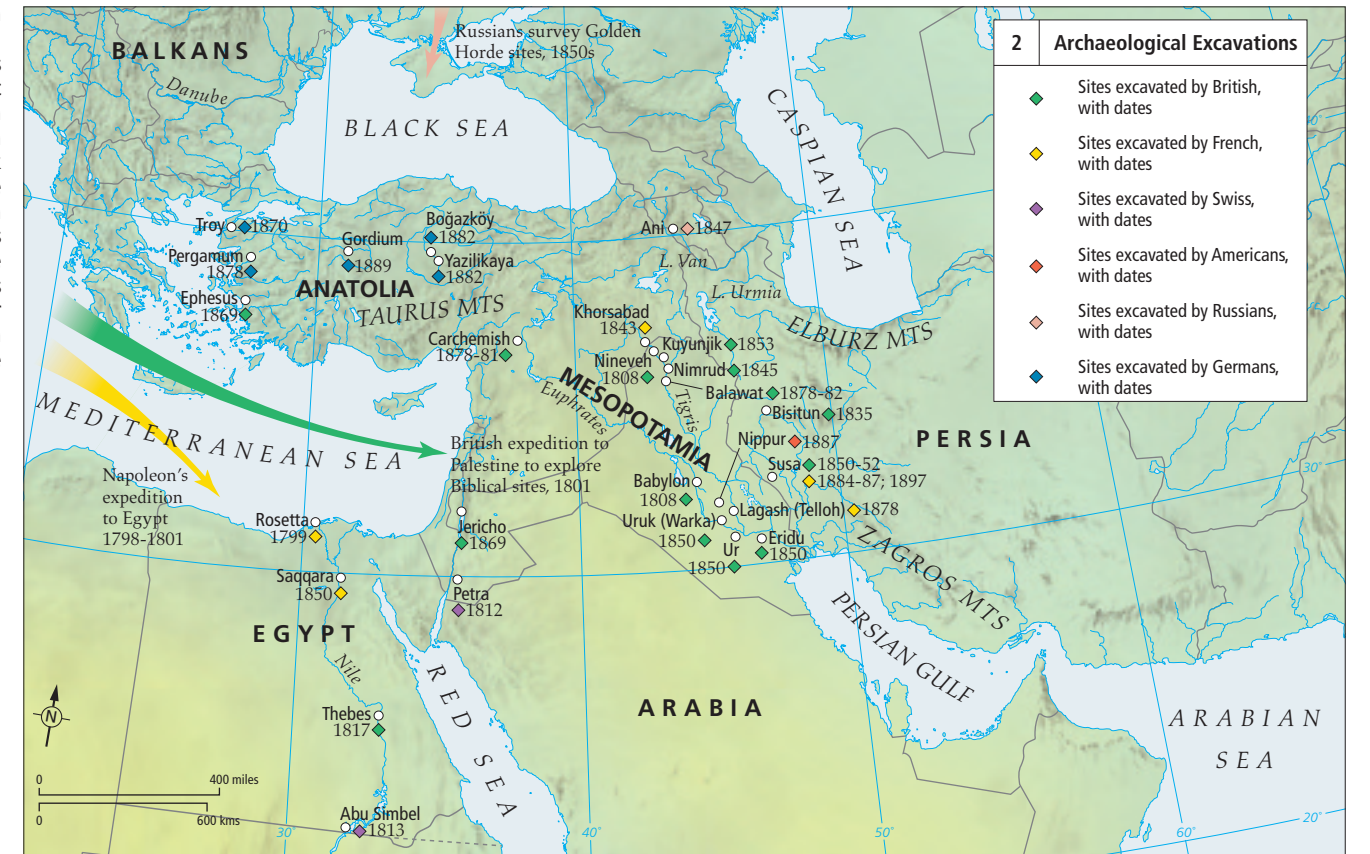 2 Archaeological Excavations
Sites excavated by British,
with dates
Sites excavated by French,
with dates
Sites excavated by Swiss,
with dates
Sites excavated by Americans,
with dates
Sites excavated by Russians,
with dates
Sites excavated by Germans,
with dates
Russians survey Golden
Horde sites, 1850s
BALKANS
Danube
BLACK SEA
CASPIAN SEA
Troy 1870
Pergamum
1878
Ephesus
1869
Gordium
1889
Boğazköy
1882
Yazilikaya
1882
ANATOLIA
TAURUS MTS
Ani 1847
L. Van
L. Urmia
ELBURZ MTS
Carchemish
1878-81
Khorsabad
1843
Kuyunjik 1853
Nineveh
1808
Nimrud 1845
Balawat 1878-82
Bisitun 1835
MESOPOTAMIA
Euphrates
Tigris
Nippur 1887
PERSIA
Susa 1850-52
1884-87; 1897
Babylon
1808
Lagash (Telloh) 1878
Uruk (Warka)
1850
Ur
1850
Eridu
1850
ZAGROS MTS
MEDITERRANEAN SEA
British expedition to
Palestine to explore
Biblical sites, 1801
Napoleon's
expedition
to Egypt
1798-1801
Rosetta
1799
Jericho
1869
Saqqara
1850
Petra
1812
EGYPT
Nile
RED SEA
PERSIAN GULF
ARABIA
ARABIAN
SEA
Thebes
1817
Abu Simbel
1813
N
0 400 miles
0 600 kms
30°
40°
50°
60°
20°
30°